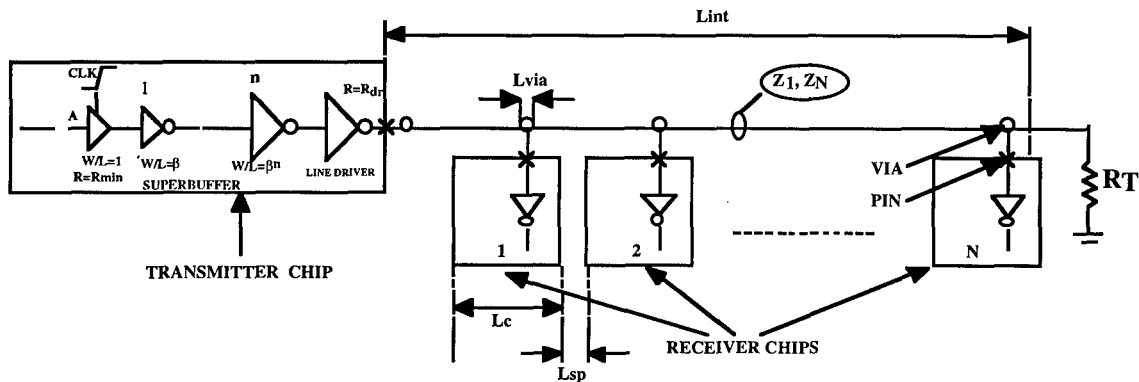 Lint
CLK
1
n
R=Rdr
Lvia
Z1, ZN
A
W/L=1
R=Rmin
W/L=β
W/L=βn
LINE DRIVER
SUPERBUFFER
VIA
PIN
RT
1
2
N
TRANSMITTER CHIP
Lc
RECEIVER CHIPS
Lsp